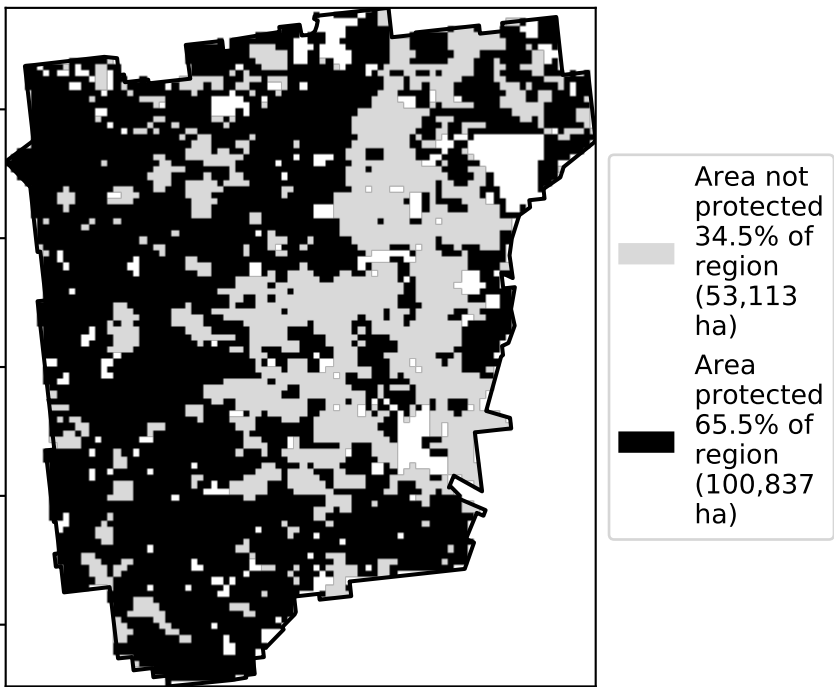 Area not
protected
34.5% of
region
(53,113
ha)
Area
protected
65.5% of
region
(100,837
ha)